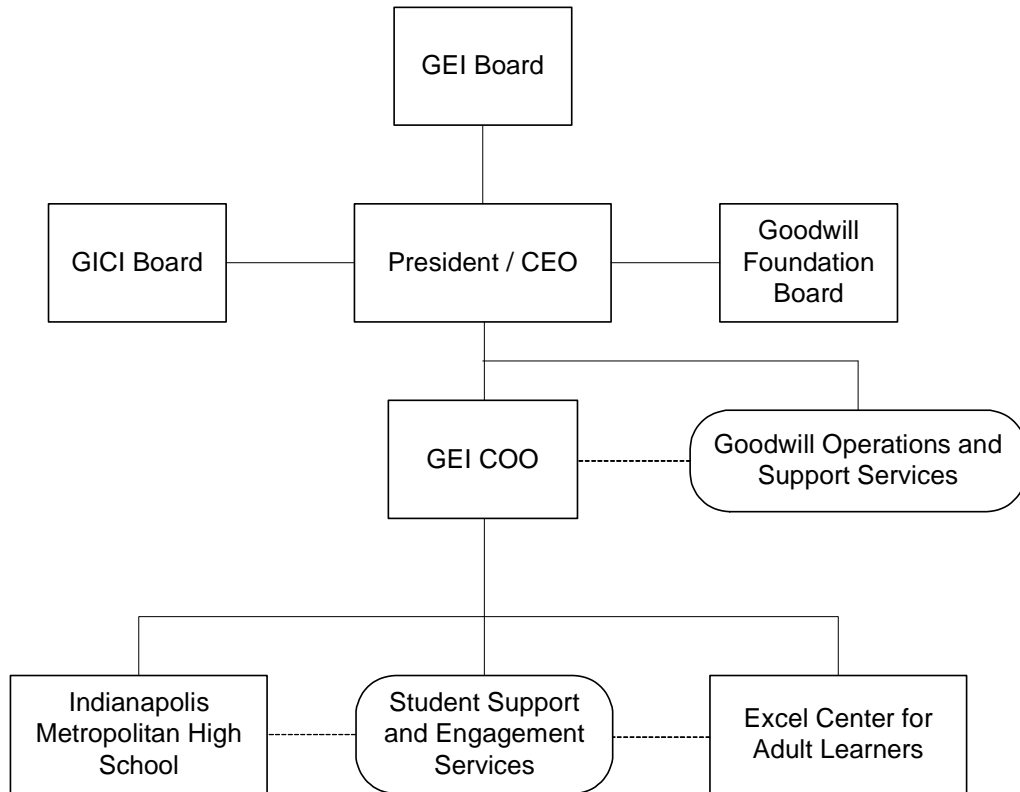 GEI Board
GICI Board
President / CEO
Goodwill
Foundation
Board
GEI COO
Goodwill Operations and
Support Services
Indianapolis
Metropolitan High
School
Student Support
and Engagement
Services
Excel Center for
Adult Learners